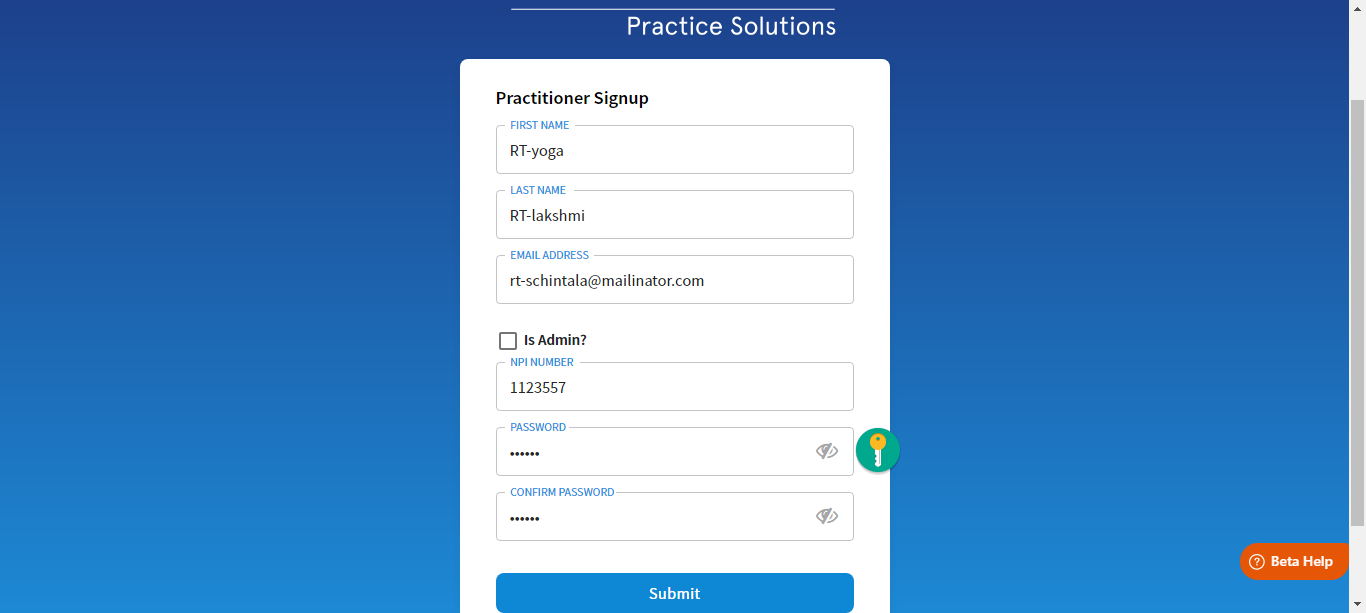 Practice Solutions
Practitioner Signup
FIRST NAME
RT-yoga
LAST NAME
RT-lakshmi
EMAIL ADDRESS
rt-schintala@mailinator.com
Is Admin?
NPI NUMBER
1123557
PASSWORD
••••••
CONFIRM PASSWORD
••••••
? Beta Help
Submit